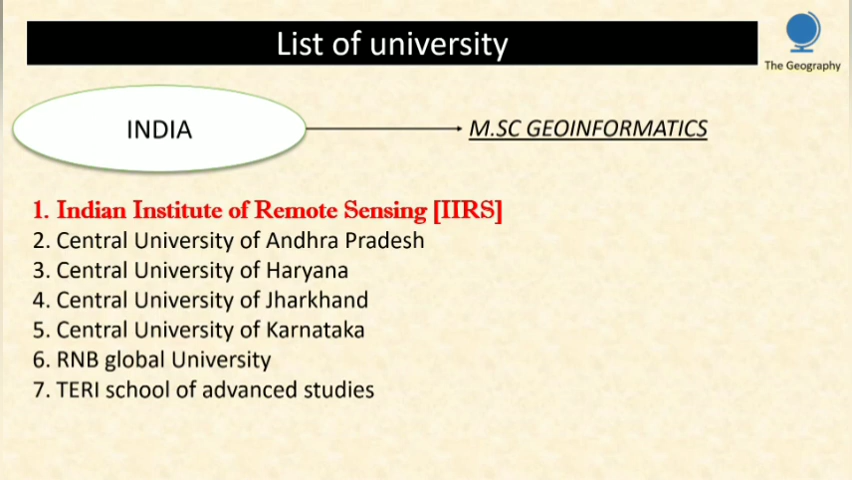 List of university
The Geography
INDIA
M.SC GEOINFORMATICS
1. Indian Institute of Remote Sensing [IIRS]
2. Central University of Andhra Pradesh
3. Central University of Haryana
4. Central University of Jharkhand
5. Central University of Karnataka
6. RNB global University
7. TERI school of advanced studies